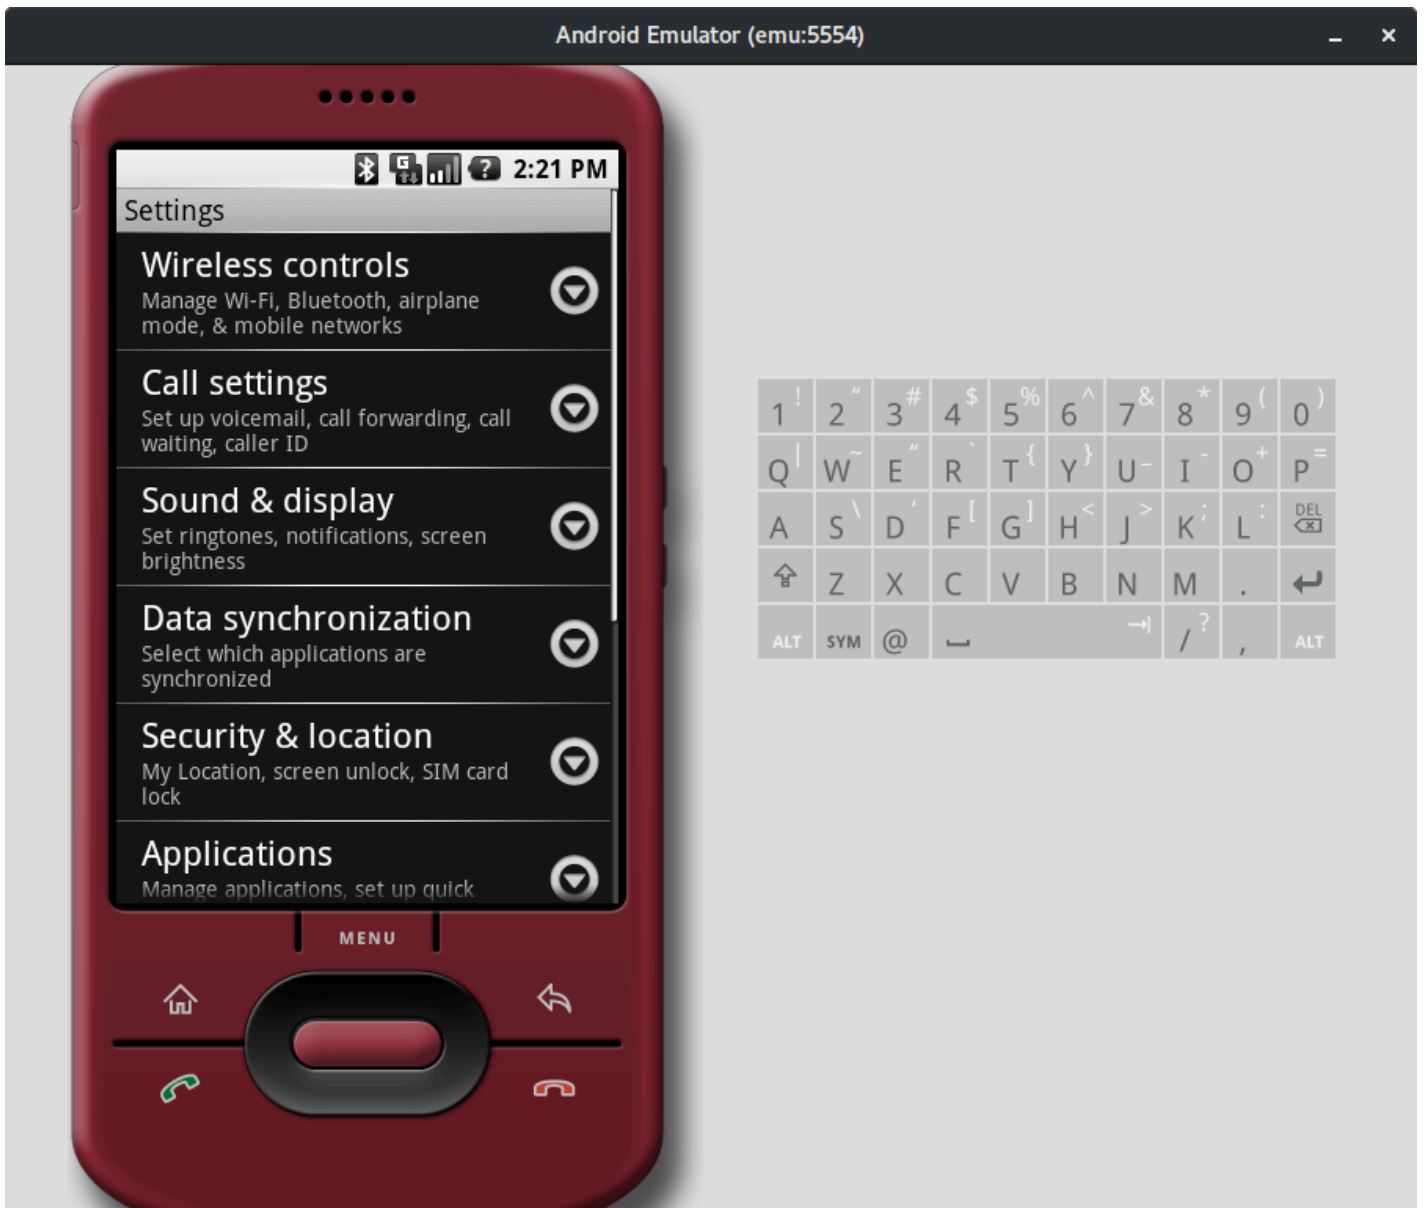 Android Emulator (emu:5554)
G ? 2:21 PM
Settings
Wireless controls
Manage Wi-Fi, Bluetooth, airplane
mode, & mobile networks
Call settings
Set up voicemail, call forwarding, call
waiting, caller ID
Sound & display
Set ringtones, notifications, screen
brightness
Data synchronization
Select which applications are
synchronized
Security & location
My Location, screen unlock, SIM card
lock
Applications
Manage applications, set up quick
MENU
1 ! 2 “ 3 # 4 $ 5 % 6 ^ 7 & 8 * 9 ( 0 )
Q | W ~ E “ R ` T { Y } U _ I - O + P =
A S \ D ‘ F [ G ] H < J > K ; L : DEL
Z X C V B N M .
ALT SYM @ / ? , ALT